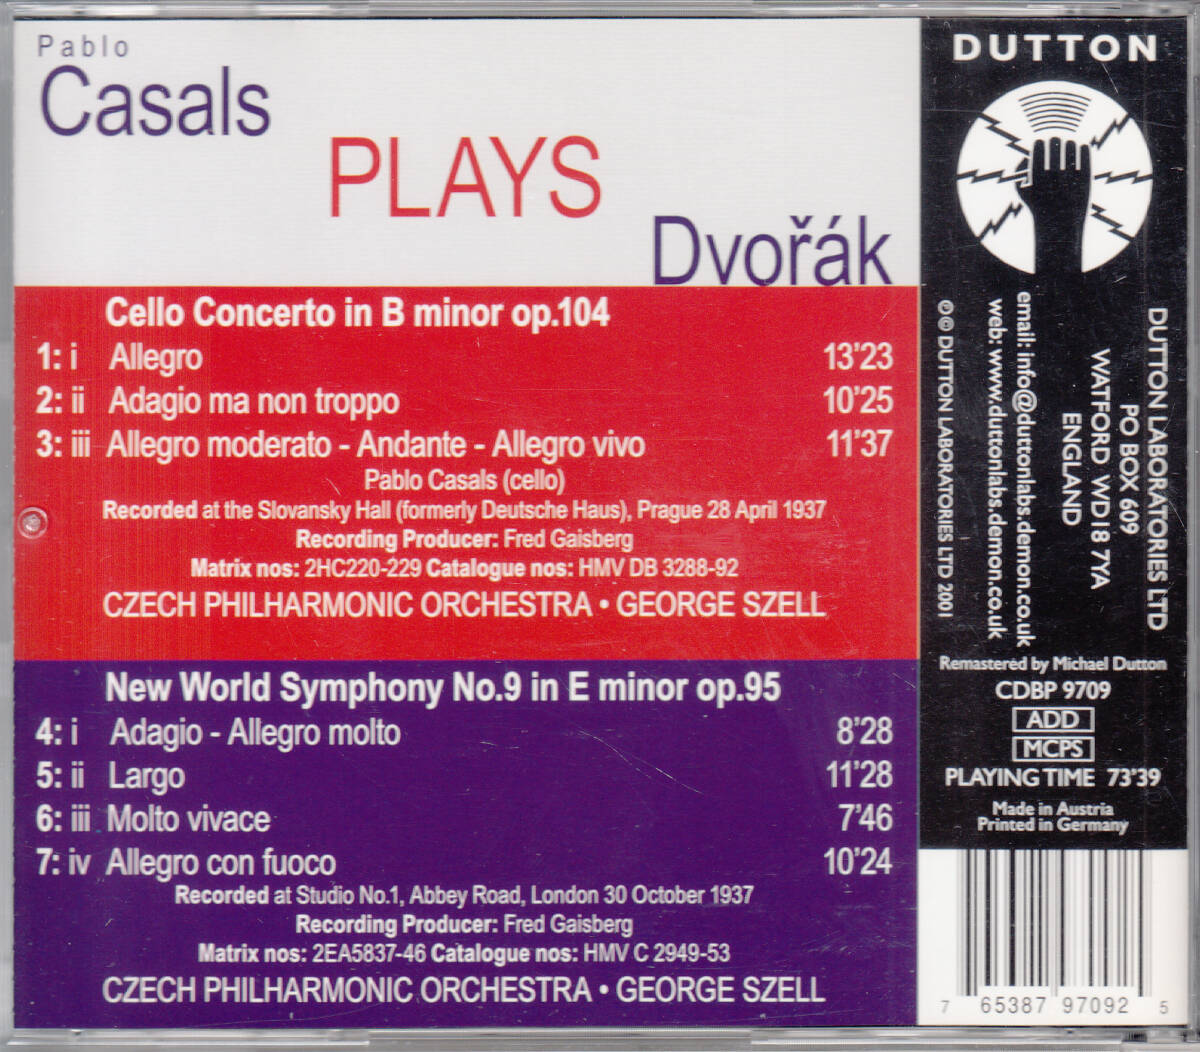 Pablo
Casals
PLAYS
Dvořák
Cello Concerto in B minor op.104
1: i Allegro 13'23
2: ii Adagio ma non troppo 10'25
3: iii Allegro moderato - Andante - Allegro vivo 11'37
Pablo Casals (cello)
Recorded at the Slovansky Hall (formerly Deutsche Haus), Prague 28 April 1937
Recording Producer: Fred Gaisberg
Matrix nos: 2HC220-229 Catalogue nos: HMV DB 3288-92
CZECH PHILHARMONIC ORCHESTRA • GEORGE SZELL
New World Symphony No.9 in E minor op.95
4: i Adagio - Allegro molto 8'28
5: ii Largo 11'28
6: iii Molto vivace 7'46
7: iv Allegro con fuoco 10'24
Recorded at Studio No.1, Abbey Road, London 30 October 1937
Recording Producer: Fred Gaisberg
Matrix nos: 2EA5837-46 Catalogue nos: HMV C 2949-53
CZECH PHILHARMONIC ORCHESTRA • GEORGE SZELL
DUTTON
DUTTON LABORATORIES LTD
PO BOX 609
WATFORD WD18 7YA
ENGLAND
email: info@duttonlabs.demon.co.uk
web: www.duttonlabs.demon.co.uk
℗© DUTTON LABORATORIES LTD 2001
Remastered by Michael Dutton
CDBP 9709
ADD
MCPS
PLAYING TIME 73'39
Made in Austria
Printed in Germany
7 65387 97092 5